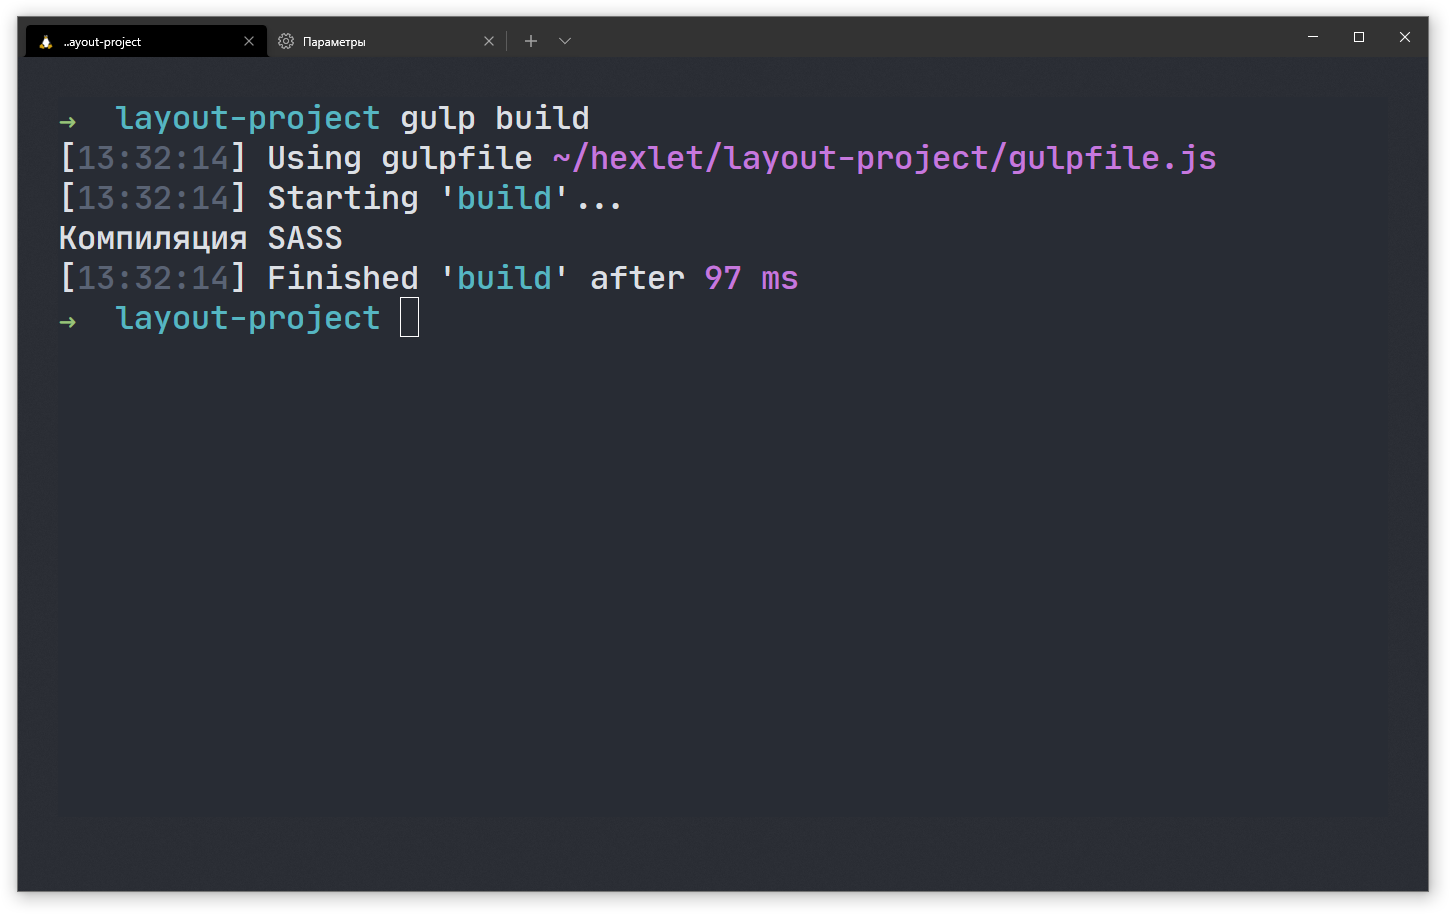 ..ayout-project
Параметры
→ layout-project gulp build
[13:32:14] Using gulpfile ~/hexlet/layout-project/gulpfile.js
[13:32:14] Starting 'build'...
Компиляция SASS
[13:32:14] Finished 'build' after 97 ms
→ layout-project